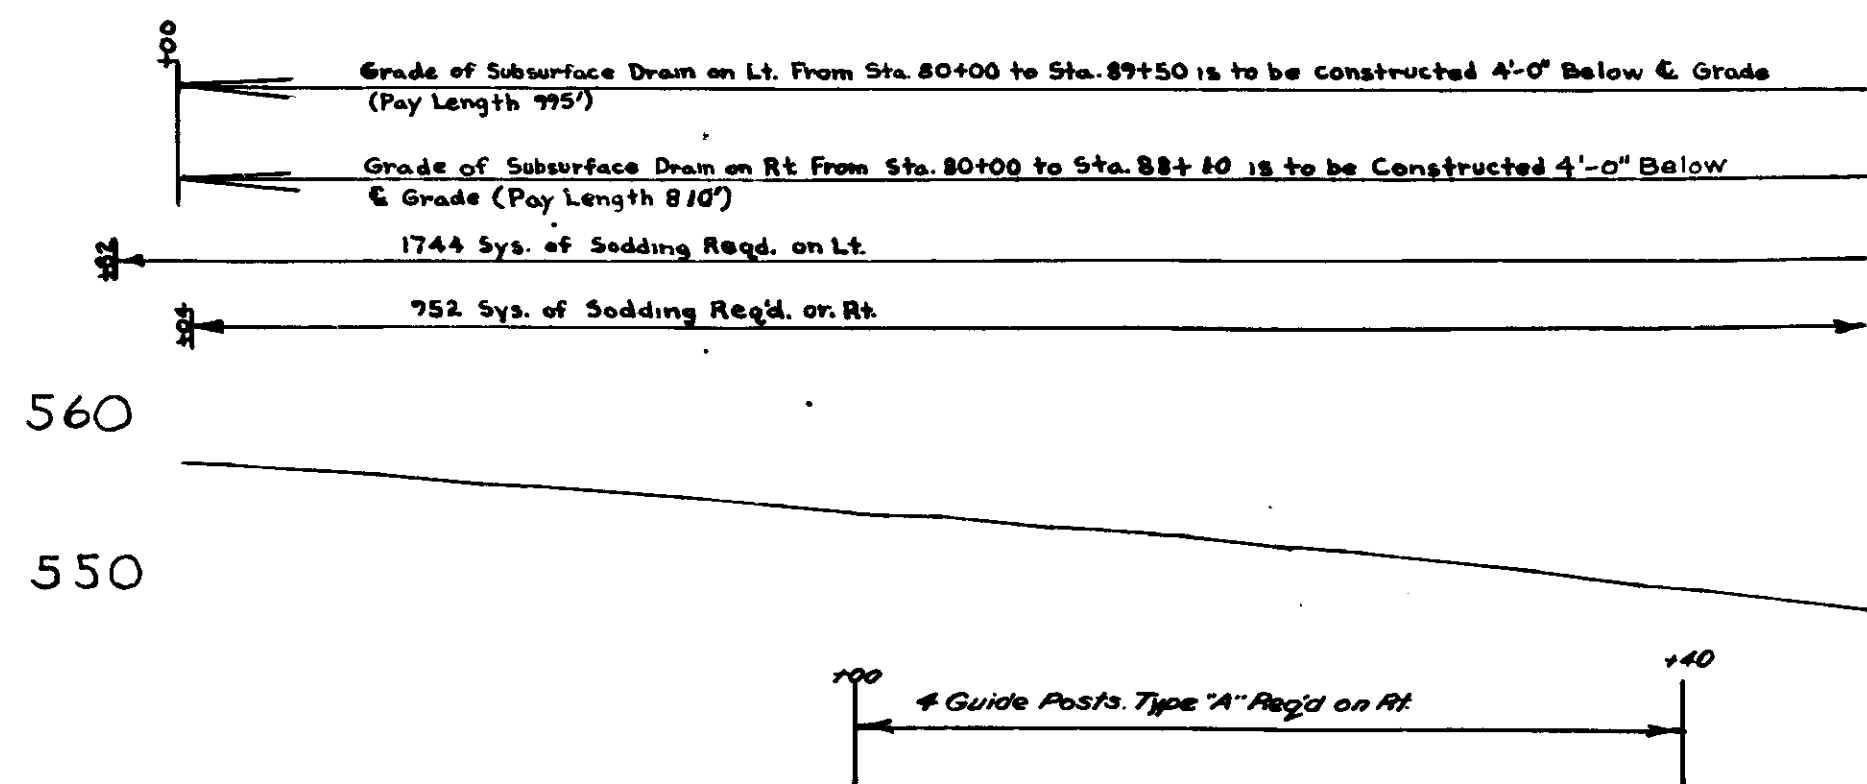 +00
Grade of Subsurface Drain on Lt. From Sta. 80+00 to Sta. 89+50 is to be constructed 4'-0" Below ℄ Grade
(Pay Length 995')
Grade of Subsurface Drain on Rt From Sta. 80+00 to Sta. 88+10 is to be Constructed 4'-0" Below
℄ Grade (Pay Length 810')
1744 Sys. of Sodding Reqd. on Lt.
952 Sys. of Sodding Req'd. on Rt.
+04
560
550
+00
+40
4 Guide Posts. Type "A" Req'd on Rt.